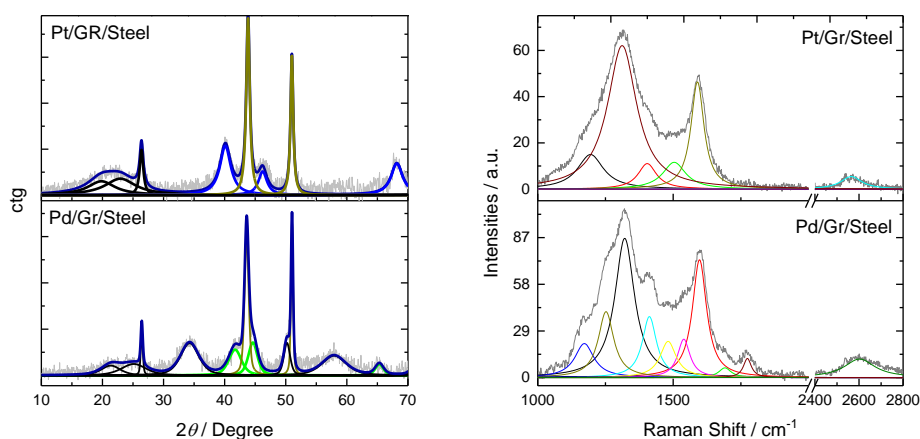 Pt/GR/Steel
Pd/Gr/Steel
ctg
10 20 30 40 50 60 70
2θ / Degree
60
40
20
0
Pt/Gr/Steel
87
58
29
0
Pd/Gr/Steel
Intensities / a.u.
1000 1500 2400 2600 2800
Raman Shift / cm-1